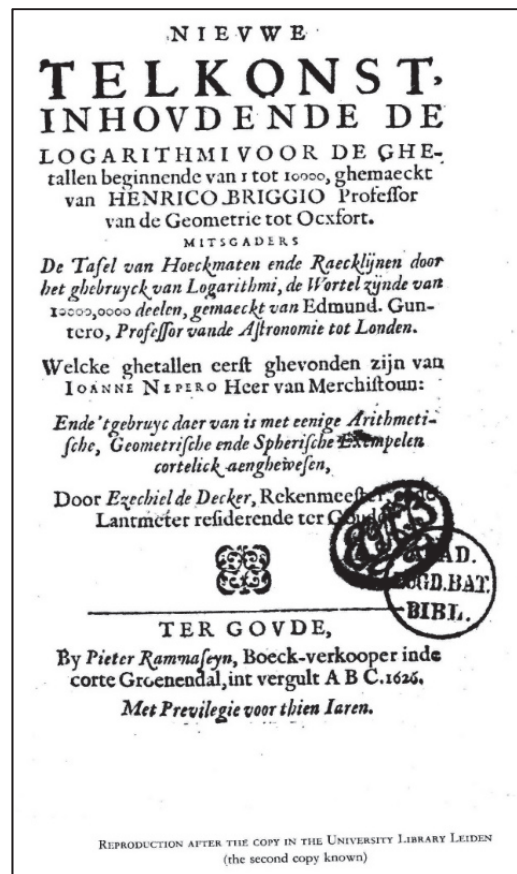 NIEVWE
TELKONST,
INHOVDENDE DE
LOGARITHMI VOOR DE GHE-
tallen beginnende van 1 tot 10000, ghemaeckt
van HENRICO BRIGGIO Professor
van de Geometrie tot Ocxfort.
MITSGADERS
De Tafel van Hoeckmaten ende Raecklijnen door
het ghebruyck van Logarithmi, de Wortel zijnde van
10000,0000 deelen, gemaeckt van Edmund. Gun-
tero, Professor vande Astronomie tot Londen.
Welcke ghetallen eerst ghevonden zijn van
IOANNE NEPERO Heer van Merchistoun:
Ende 'tgebruyc daer van is met eenige Arithmeti-
sche, Geometrische ende Spherische Exempelen
cortelick aenghewesen,
Door Ezechiel de Decker, Rekenmeester,
Lantmeter residerende ter
BIBL.
TER GOVDE,
By Pieter Rammaseyn, Boeck-verkooper inde
corte Groenendal, int vergult A B C. 1626.
Met Previlegie voor thien Iaren.
REPRODUCTION AFTER THE COPY IN THE UNIVERSITY LIBRARY LEIDEN
(the second copy known)